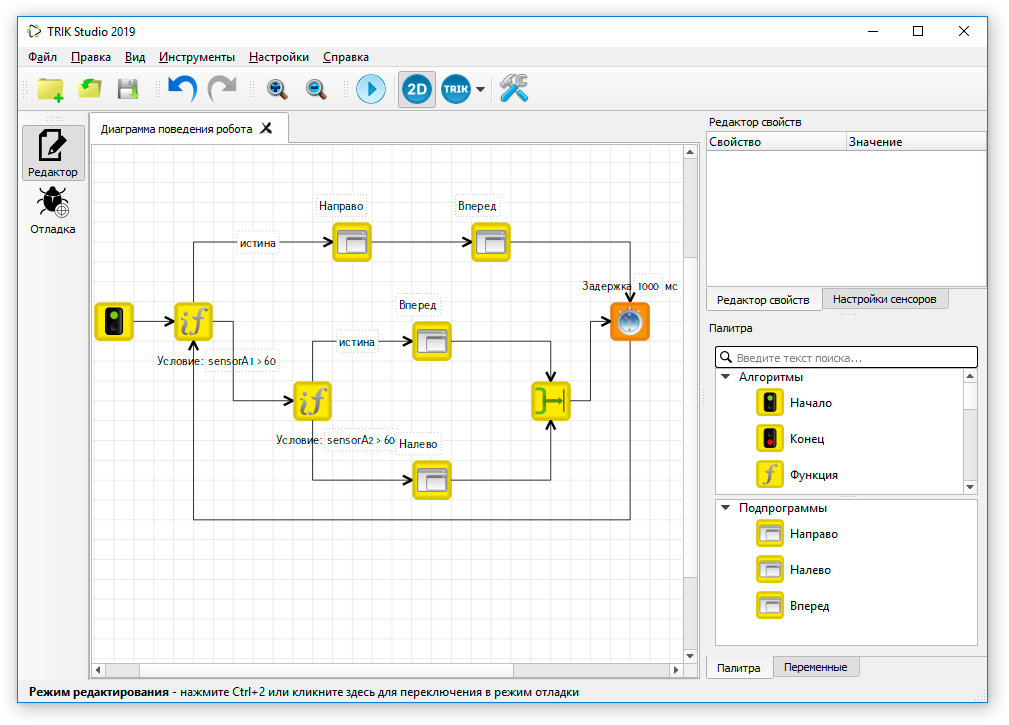 TRIK Studio 2019
Файл Правка Вид Инструменты Настройки Справка
2D TRIK
Редактор
Отладка
Диаграмма поведения робота
Направо
Вперед
истина
Задержка 1000 мс
if
Условие: sensorA1 > 60
Вперед
истина
if
Условие: sensorA2 > 60
Налево
Редактор свойств
Свойство Значение
Редактор свойств Настройки сенсоров
Палитра
Введите текст поиска...
Алгоритмы
Начало
Конец
f Функция
Подпрограммы
Направо
Налево
Вперед
Палитра Переменные
Режим редактирования - нажмите Ctrl+2 или кликните здесь для переключения в режим отладки